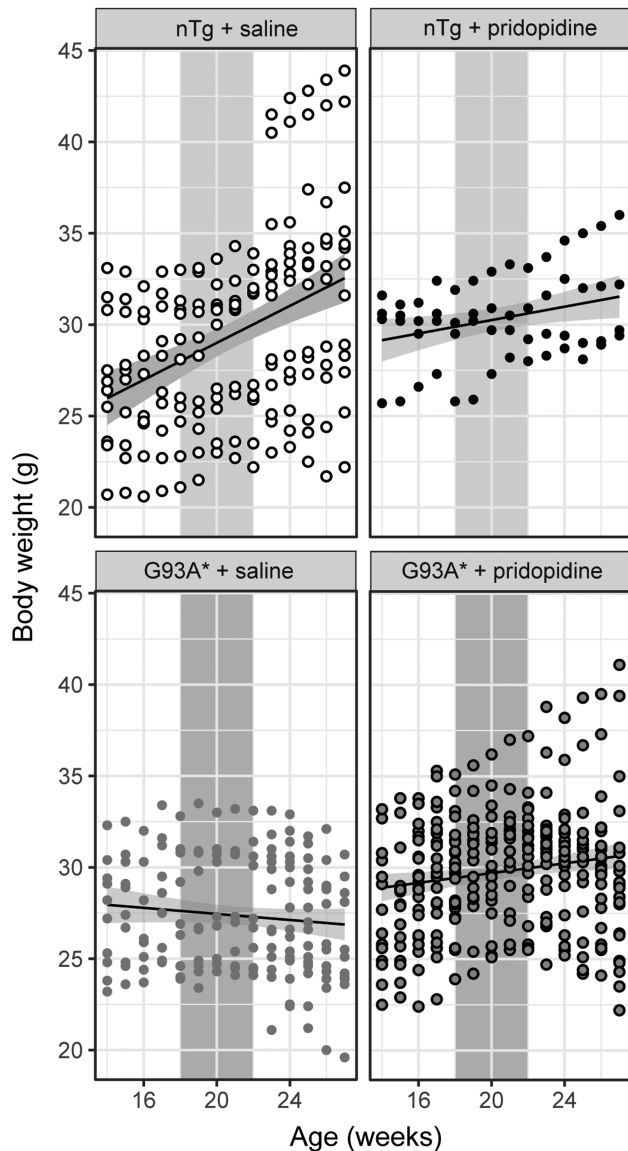 nTg + saline
nTg + pridopidine
45
40
35
30
25
20
G93A* + saline
G93A* + pridopidine
45
40
35
30
25
20
Body weight (g)
16 20 24 16 20 24
Age (weeks)